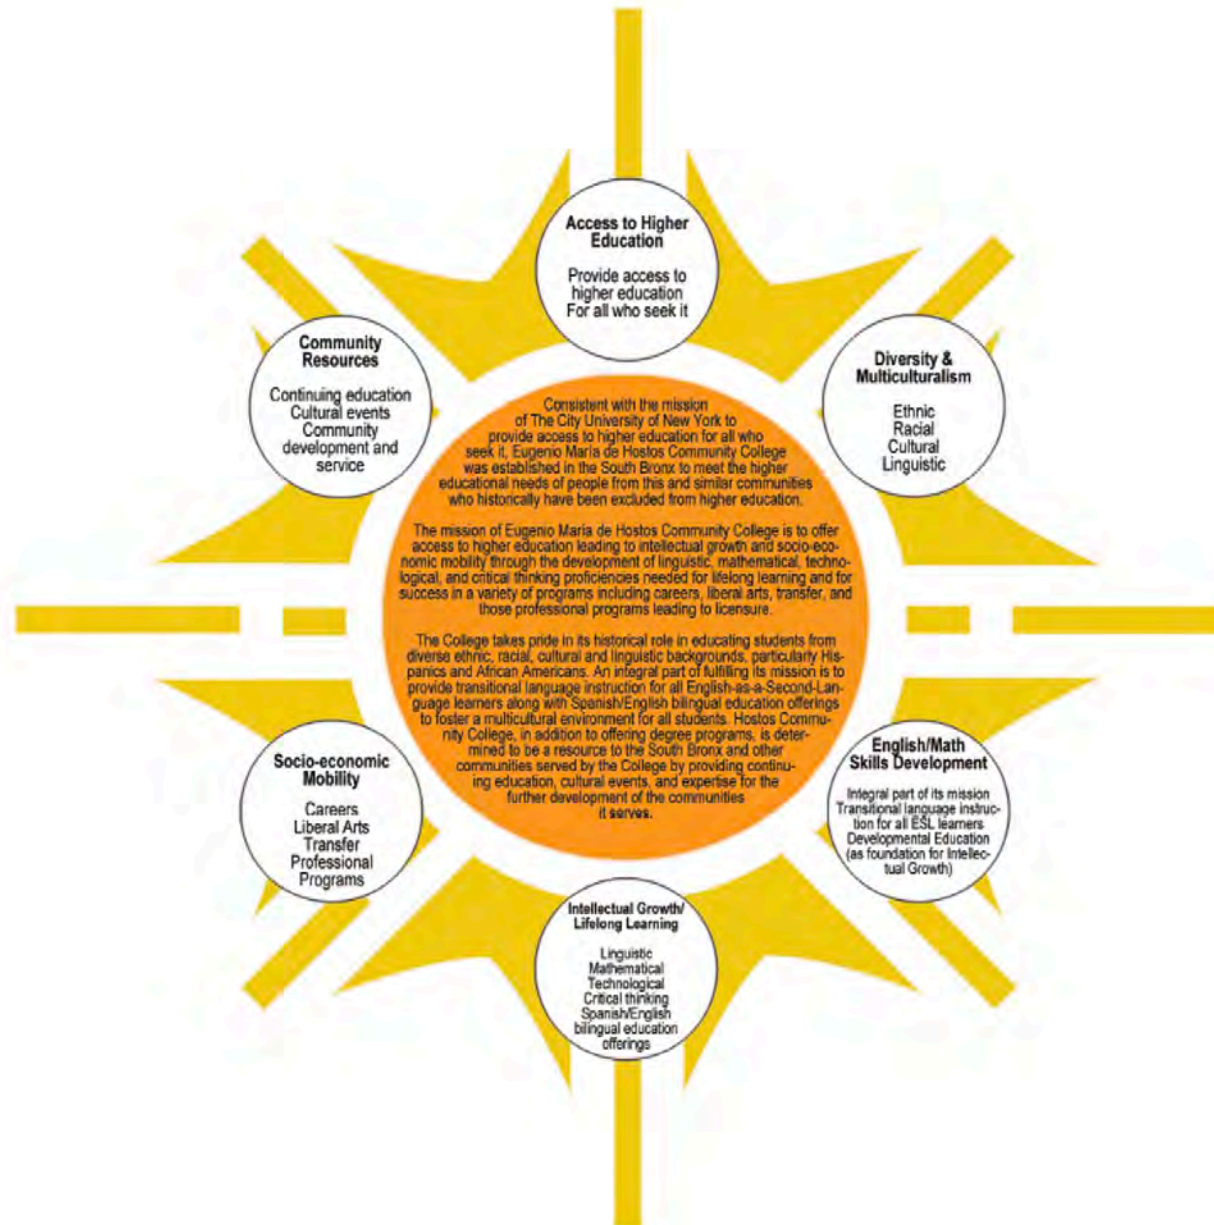 Access to Higher
Education
Provide access to
higher education
For all who seek it
Community
Resources
Continuing education
Cultural events
Community
development and
service
Diversity &
Multiculturalism
Ethnic
Racial
Cultural
Linguistic
Consistent with the mission
of The City University of New York to
provide access to higher education for all who
seek it, Eugenio María de Hostos Community College
was established in the South Bronx to meet the higher
educational needs of people from this and similar communities
who historically have been excluded from higher education.
The mission of Eugenio María de Hostos Community College is to offer
access to higher education leading to intellectual growth and socio-eco-
nomic mobility through the development of linguistic, mathematical, techno-
logical, and critical thinking proficiencies needed for lifelong learning and for
success in a variety of programs including careers, liberal arts, transfer, and
those professional programs leading to licensure.
The College takes pride in its historical role in educating students from
diverse ethnic, racial, cultural and linguistic backgrounds, particularly His-
panics and African Americans. An integral part of fulfilling its mission is to
provide transitional language instruction for all English-as-a-Second-Lan-
guage learners along with Spanish/English bilingual education offerings
to foster a multicultural environment for all students. Hostos Commu-
nity College, in addition to offering degree programs, is deter-
mined to be a resource to the South Bronx and other
communities served by the College by providing continu-
ing education, cultural events, and expertise for the
further development of the communities
it serves.
Socio-economic
Mobility
Careers
Liberal Arts
Transfer
Professional
Programs
English/Math
Skills Development
Integral part of its mission
Transitional language instruc-
tion for all ESL learners
Developmental Education
(as foundation for Intellec-
tual Growth)
Intellectual Growth/
Lifelong Learning
Linguistic
Mathematical
Technological
Critical thinking
Spanish/English
bilingual education
offerings